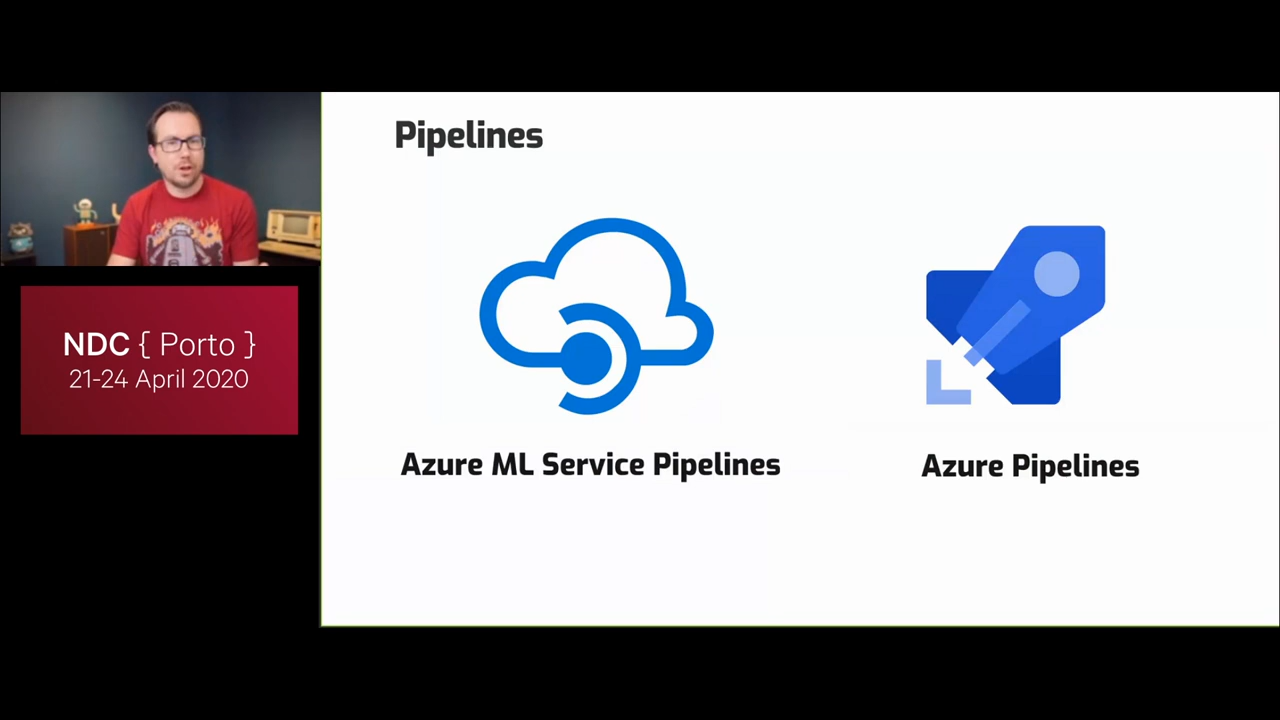 Pipelines
NDC { Porto }
21-24 April 2020
Azure ML Service Pipelines
Azure Pipelines